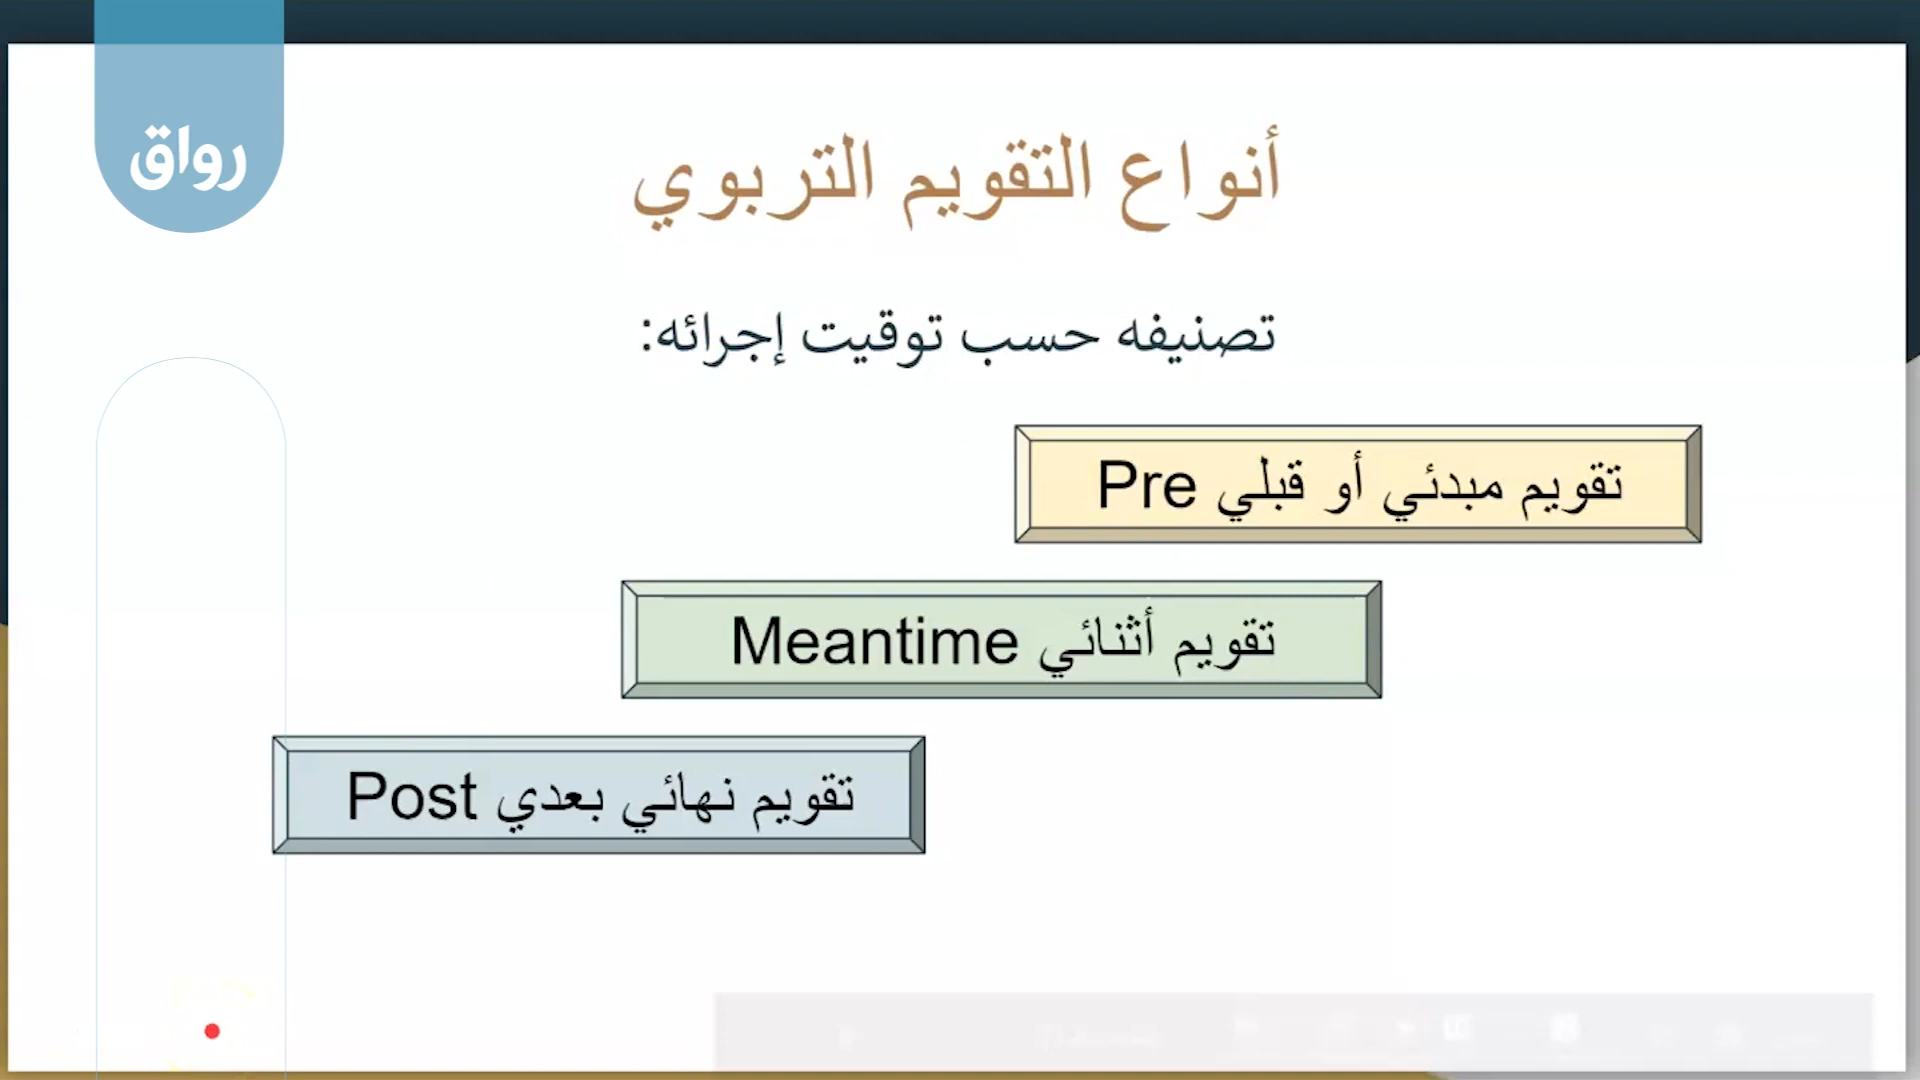 رواق
أنواع التقويم التربوي
تصنيفه حسب توقيت إجرائه:
تقويم مبدئي أو قبلي Pre
تقويم أثنائي Meantime
تقويم نهائي بعدي Post